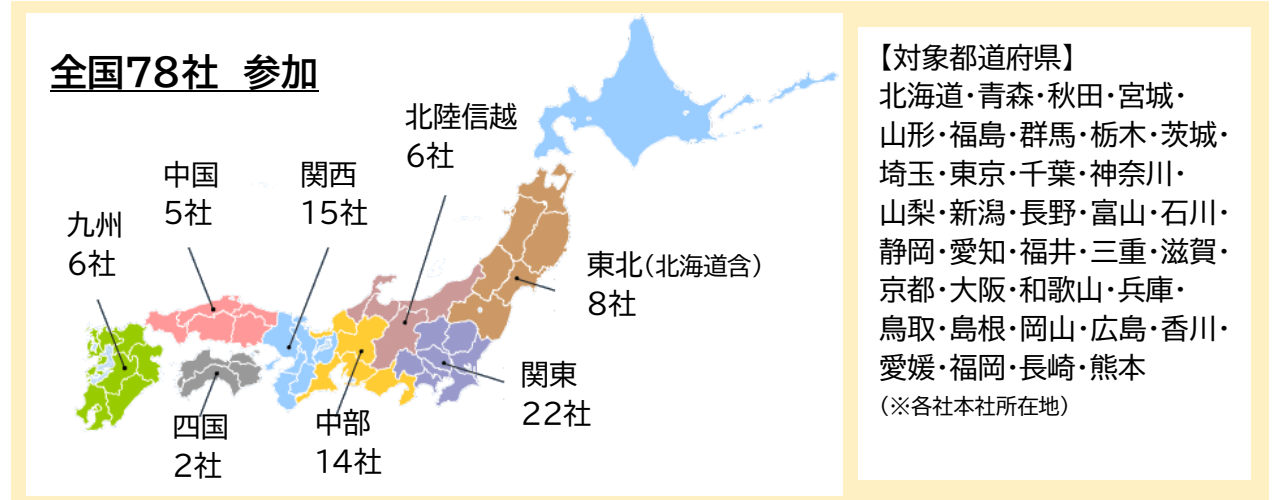 全国78社 参加
北陸信越
6社
中国
5社
関西
15社
九州
6社
東北(北海道含)
8社
関東
22社
四国
2社
中部
14社
【対象都道府県】
北海道・青森・秋田・宮城・
山形・福島・群馬・栃木・茨城・
埼玉・東京・千葉・神奈川・
山梨・新潟・長野・富山・石川・
静岡・愛知・福井・三重・滋賀・
京都・大阪・和歌山・兵庫・
鳥取・島根・岡山・広島・香川・
愛媛・福岡・長崎・熊本
(※各社本社所在地)